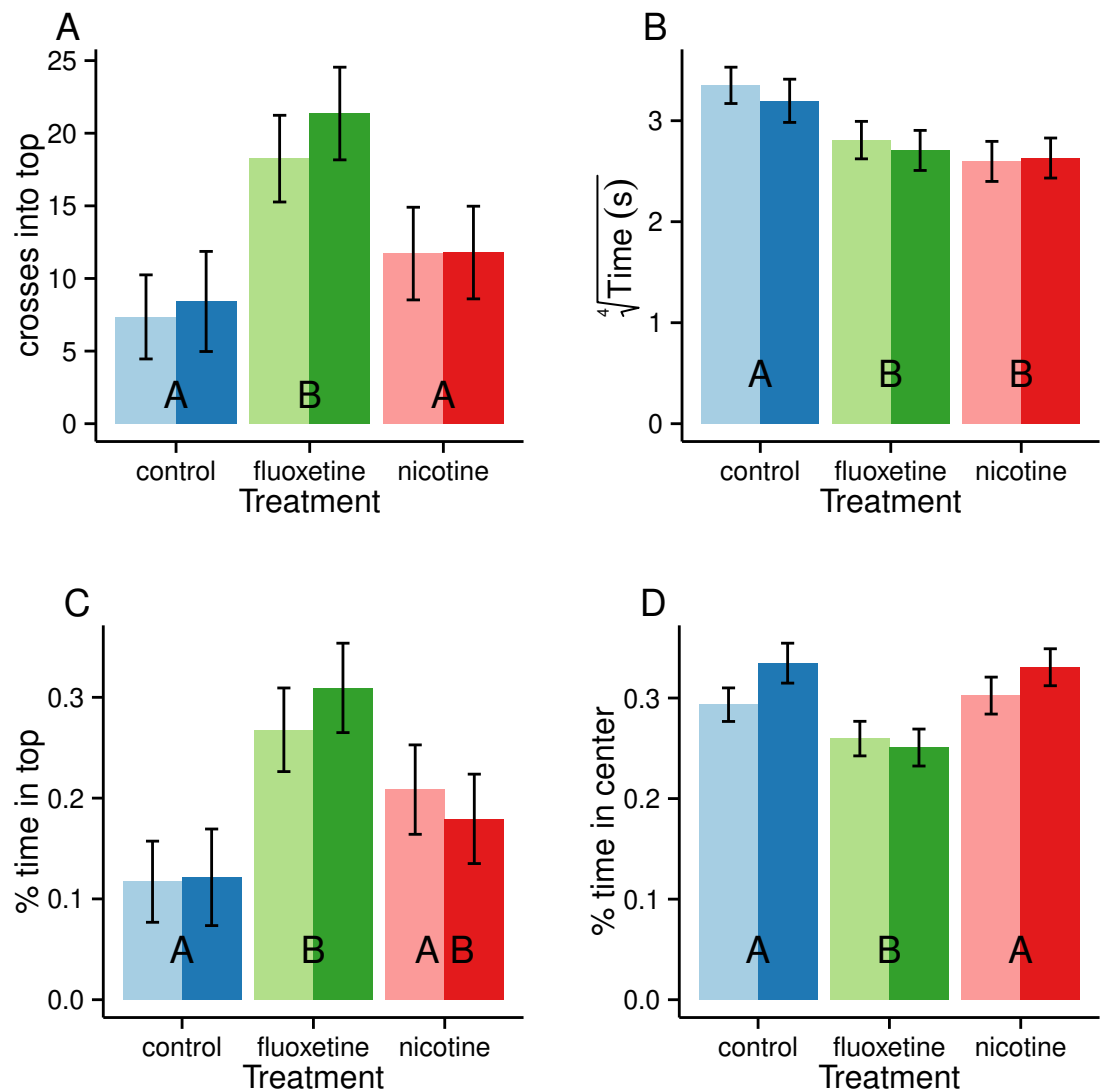 A
crosses into top
25
20
15
10
5
0
A
B
A
control
fluoxetine
nicotine
Treatment
B
∜Time (s)
3
2
1
0
A
B
B
control
fluoxetine
nicotine
Treatment
C
% time in top
0.3
0.2
0.1
0.0
A
B
A B
control
fluoxetine
nicotine
Treatment
D
% time in center
0.3
0.2
0.1
0.0
A
B
A
control
fluoxetine
nicotine
Treatment